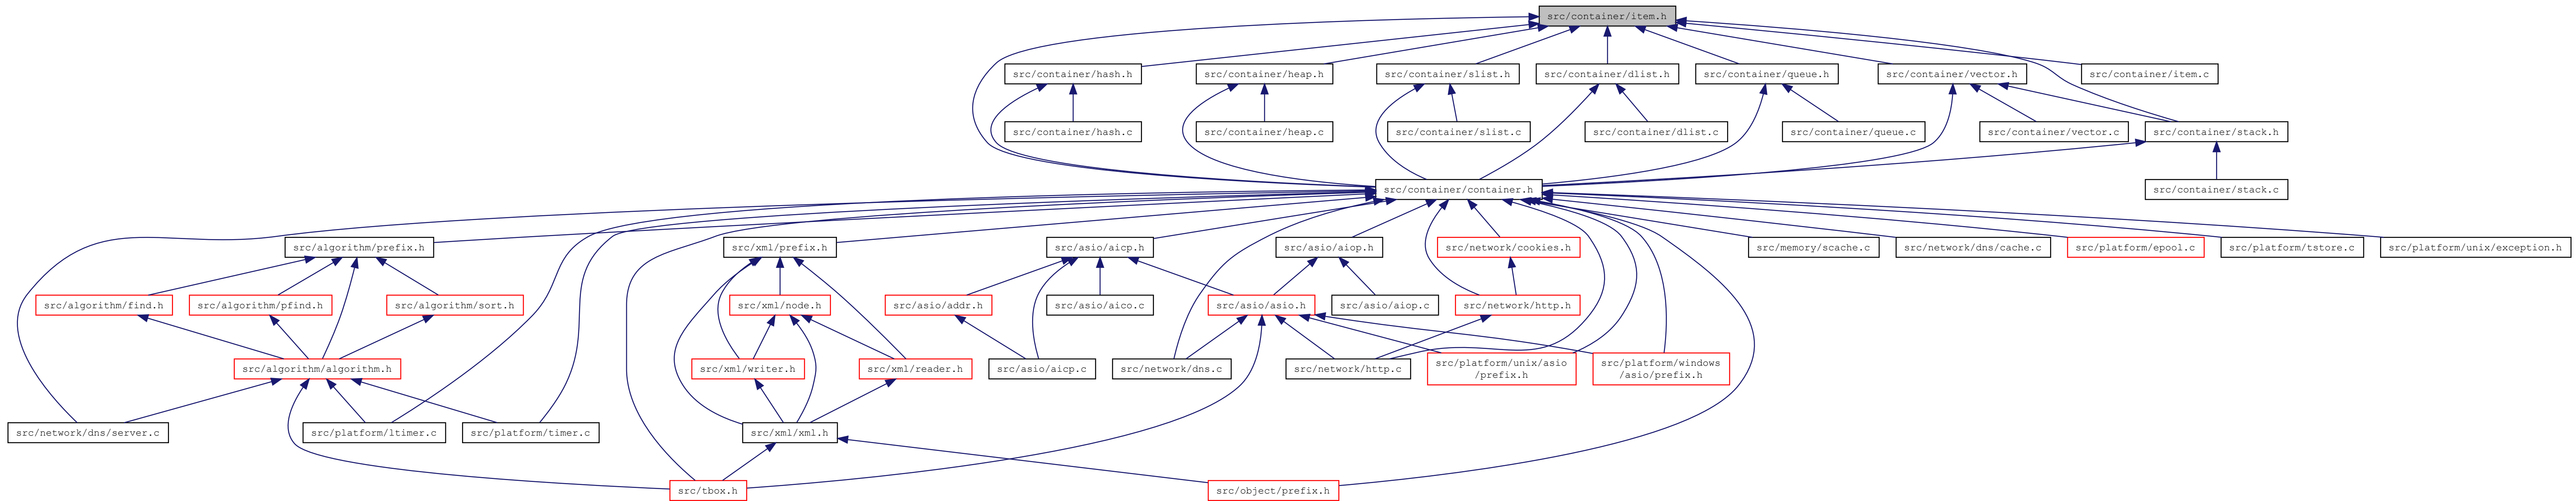 src/container/item.h
src/container/hash.h
src/container/heap.h
src/container/slist.h
src/container/dlist.h
src/container/queue.h
src/container/vector.h
src/container/item.c
src/container/hash.c
src/container/heap.c
src/container/slist.c
src/container/dlist.c
src/container/queue.c
src/container/vector.c
src/container/stack.h
src/container/container.h
src/container/stack.c
src/algorithm/prefix.h
src/xml/prefix.h
src/asio/aicp.h
src/asio/aiop.h
src/network/cookies.h
src/memory/scache.c
src/network/dns/cache.c
src/platform/epool.c
src/platform/tstore.c
src/platform/unix/exception.h
src/algorithm/find.h
src/algorithm/pfind.h
src/algorithm/sort.h
src/xml/node.h
src/asio/addr.h
src/asio/aico.c
src/asio/asio.h
src/asio/aiop.c
src/network/http.h
src/algorithm/algorithm.h
src/xml/writer.h
src/xml/reader.h
src/asio/aicp.c
src/network/dns.c
src/network/http.c
src/platform/unix/asio
/prefix.h
src/platform/windows
/asio/prefix.h
src/network/dns/server.c
src/platform/ltimer.c
src/platform/timer.c
src/xml/xml.h
src/tbox.h
src/object/prefix.h